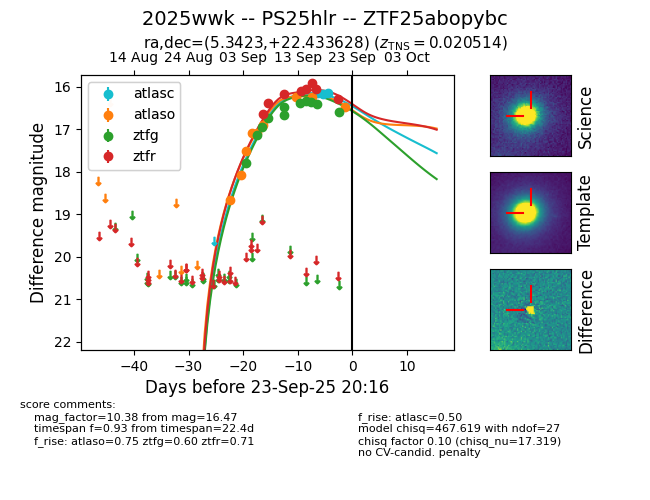 2025wwk -- PS25hlr -- ZTF25abopybc
ra,dec=(5.3423,+22.433628) (z_TNS = 0.020514)
14 Aug 24 Aug 03 Sep 13 Sep 23 Sep 03 Oct
atlasc
atlaso
ztfg
ztfr
16
17
18
19
20
21
22
Difference magnitude
−40 −30 −20 −10 0 10
Days before 23-Sep-25 20:16
Science
Template
Difference
score comments:
mag_factor=10.38 from mag=16.47
timespan f=0.93 from timespan=22.4d
f_rise: atlaso=0.75 ztfg=0.60 ztfr=0.71
f_rise: atlasc=0.50
model chisq=467.619 with ndof=27
chisq factor 0.10 (chisq_nu=17.319)
no CV-candid. penalty